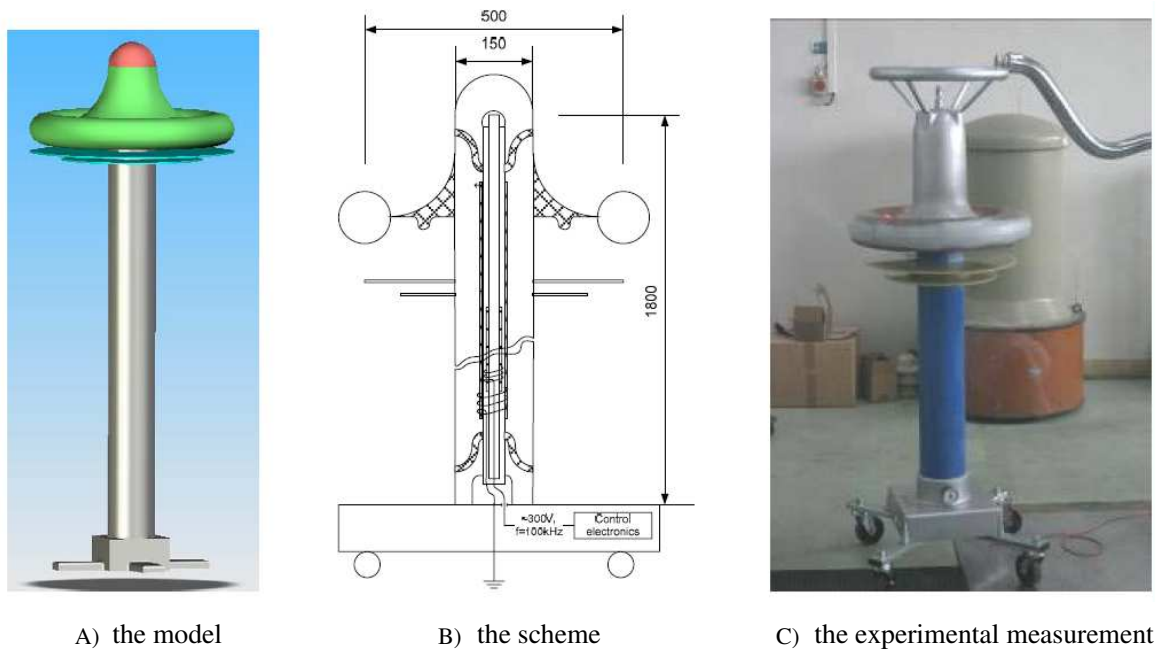 500
150
1800
≈300V,
f=100kHz
Control
electronics
A) the model
B) the scheme
C) the experimental measurement